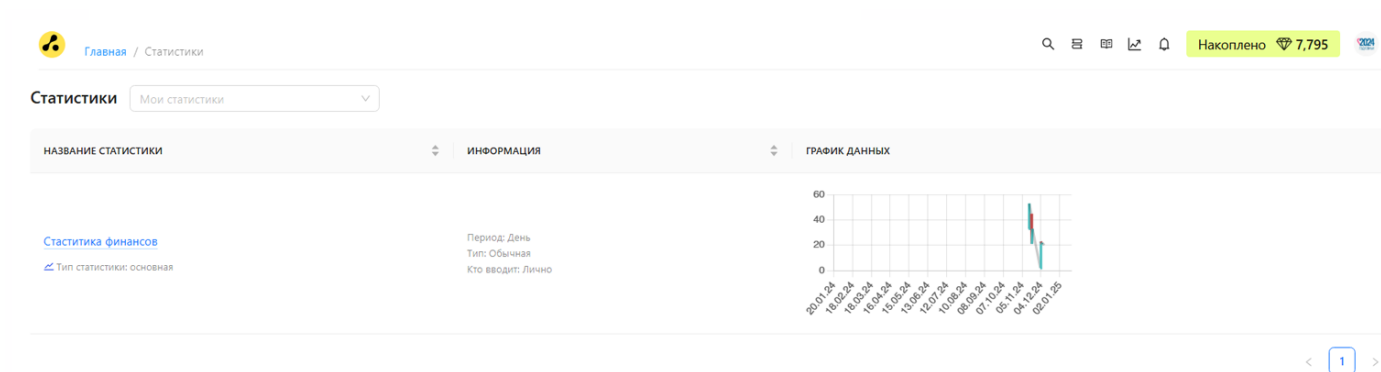 Главная / Статистики
Накоплено 7,795
2024
Статистики Мои статистики
НАЗВАНИЕ СТАТИСТИКИ ИНФОРМАЦИЯ ГРАФИК ДАННЫХ
Стаститика финансов
Тип статистики: основная
Период: День
Тип: Обычная
Кто вводит: Лично
60
40
20
0
20.01.24 18.02.24 18.03.24 16.04.24 15.05.24 13.06.24 12.07.24 10.08.24 08.09.24 07.10.24 05.11.24 04.12.24 02.01.25
< 1 >